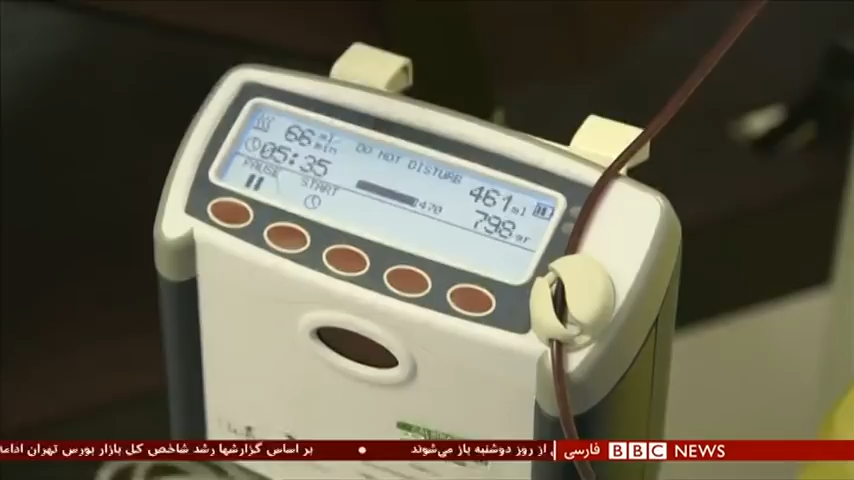 66 ml/min
DO NOT DISTURB
05:35
461 ml
PAUSE
START
470
798 gr
بر اساس گزارشها رشد شاخص کل بازار بورس تهران ادامه
از روز دوشنبه باز می‌شوند
فارسی BBC NEWS